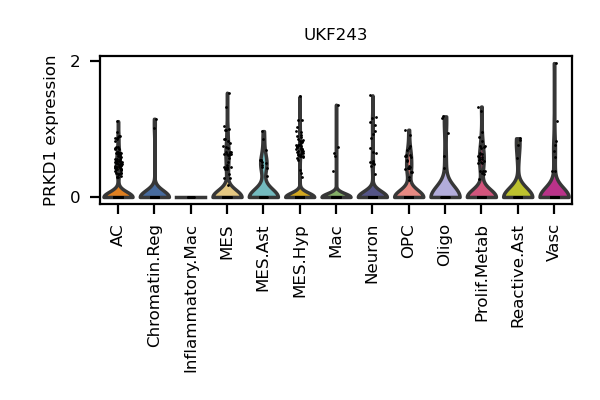 UKF243
PRKD1 expression
2
0
AC
Chromatin.Reg
Inflammatory.Mac
MES
MES.Ast
MES.Hyp
Mac
Neuron
OPC
Oligo
Prolif.Metab
Reactive.Ast
Vasc